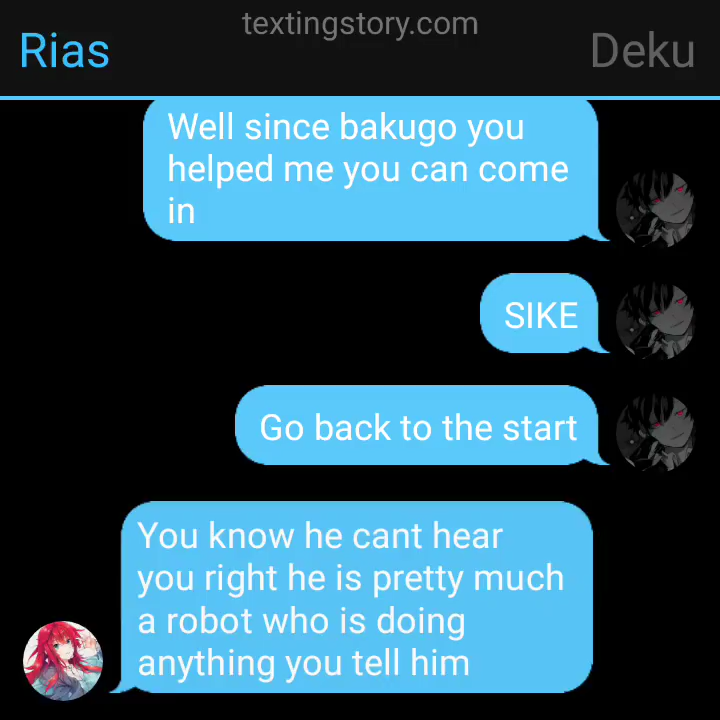 textingstory.com
Rias
Deku
Well since bakugo you
helped me you can come
in
SIKE
Go back to the start
You know he cant hear
you right he is pretty much
a robot who is doing
anything you tell him